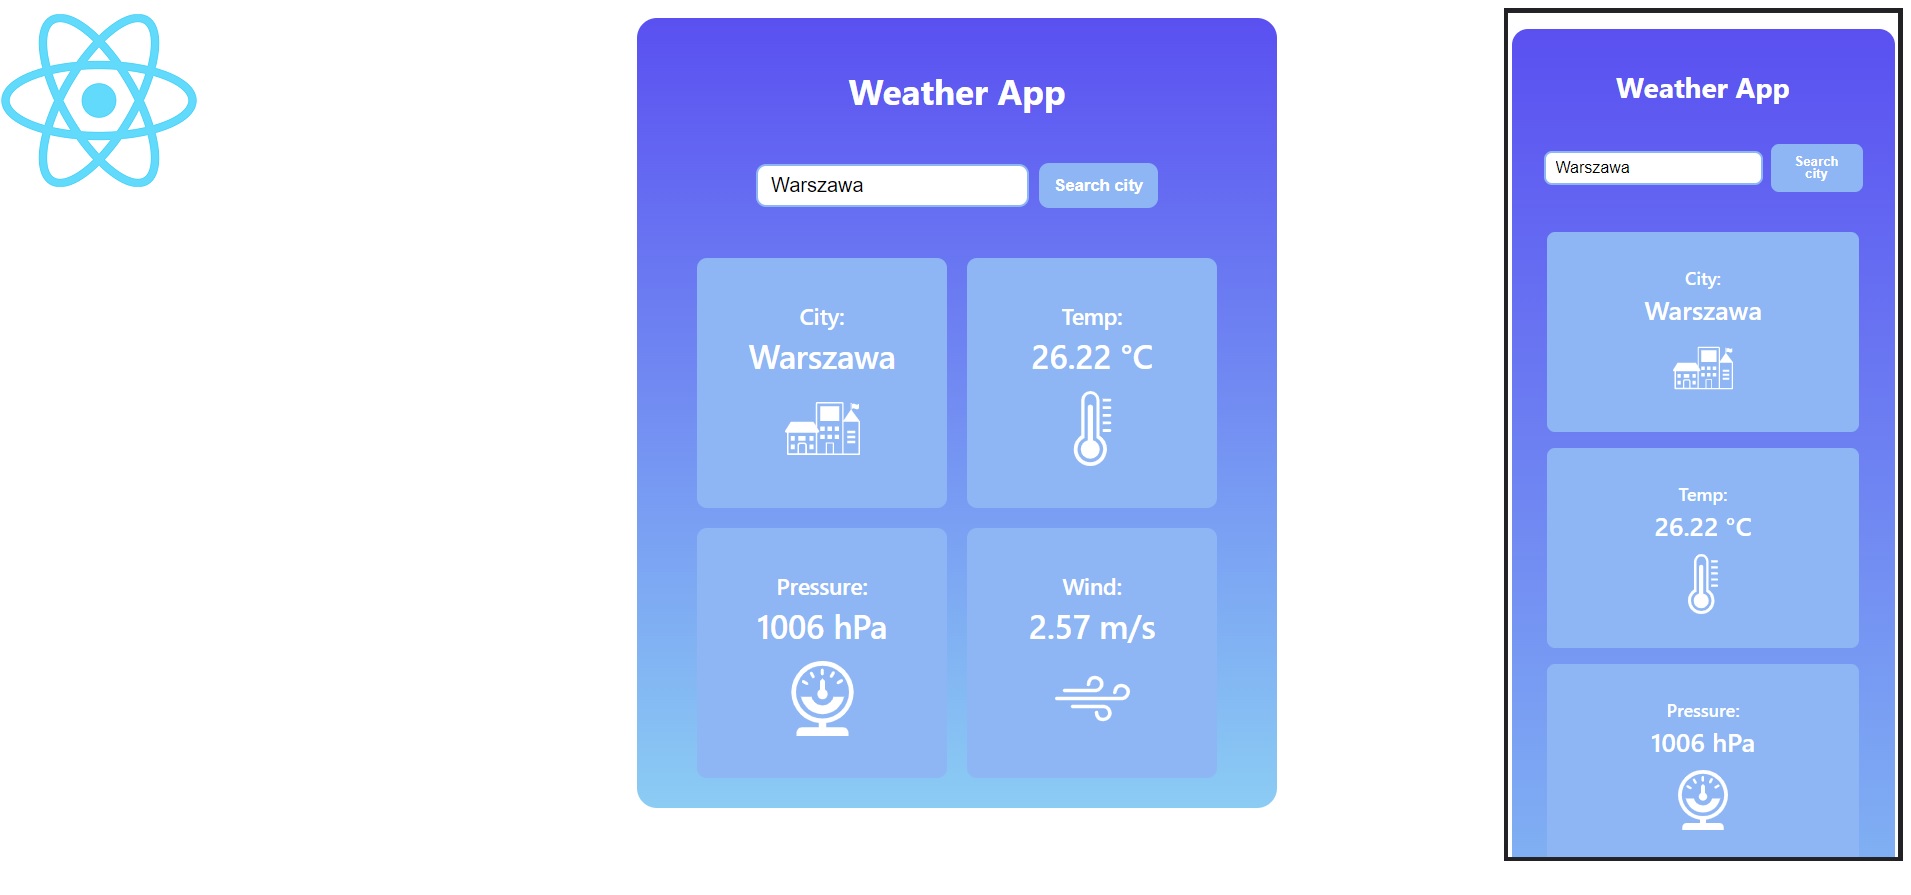 Weather App
Warszawa
Search city
City:
Warszawa
Temp:
26.22 °C
Pressure:
1006 hPa
Wind:
2.57 m/s
Weather App
Warszawa
Search
city
City:
Warszawa
Temp:
26.22 °C
Pressure:
1006 hPa